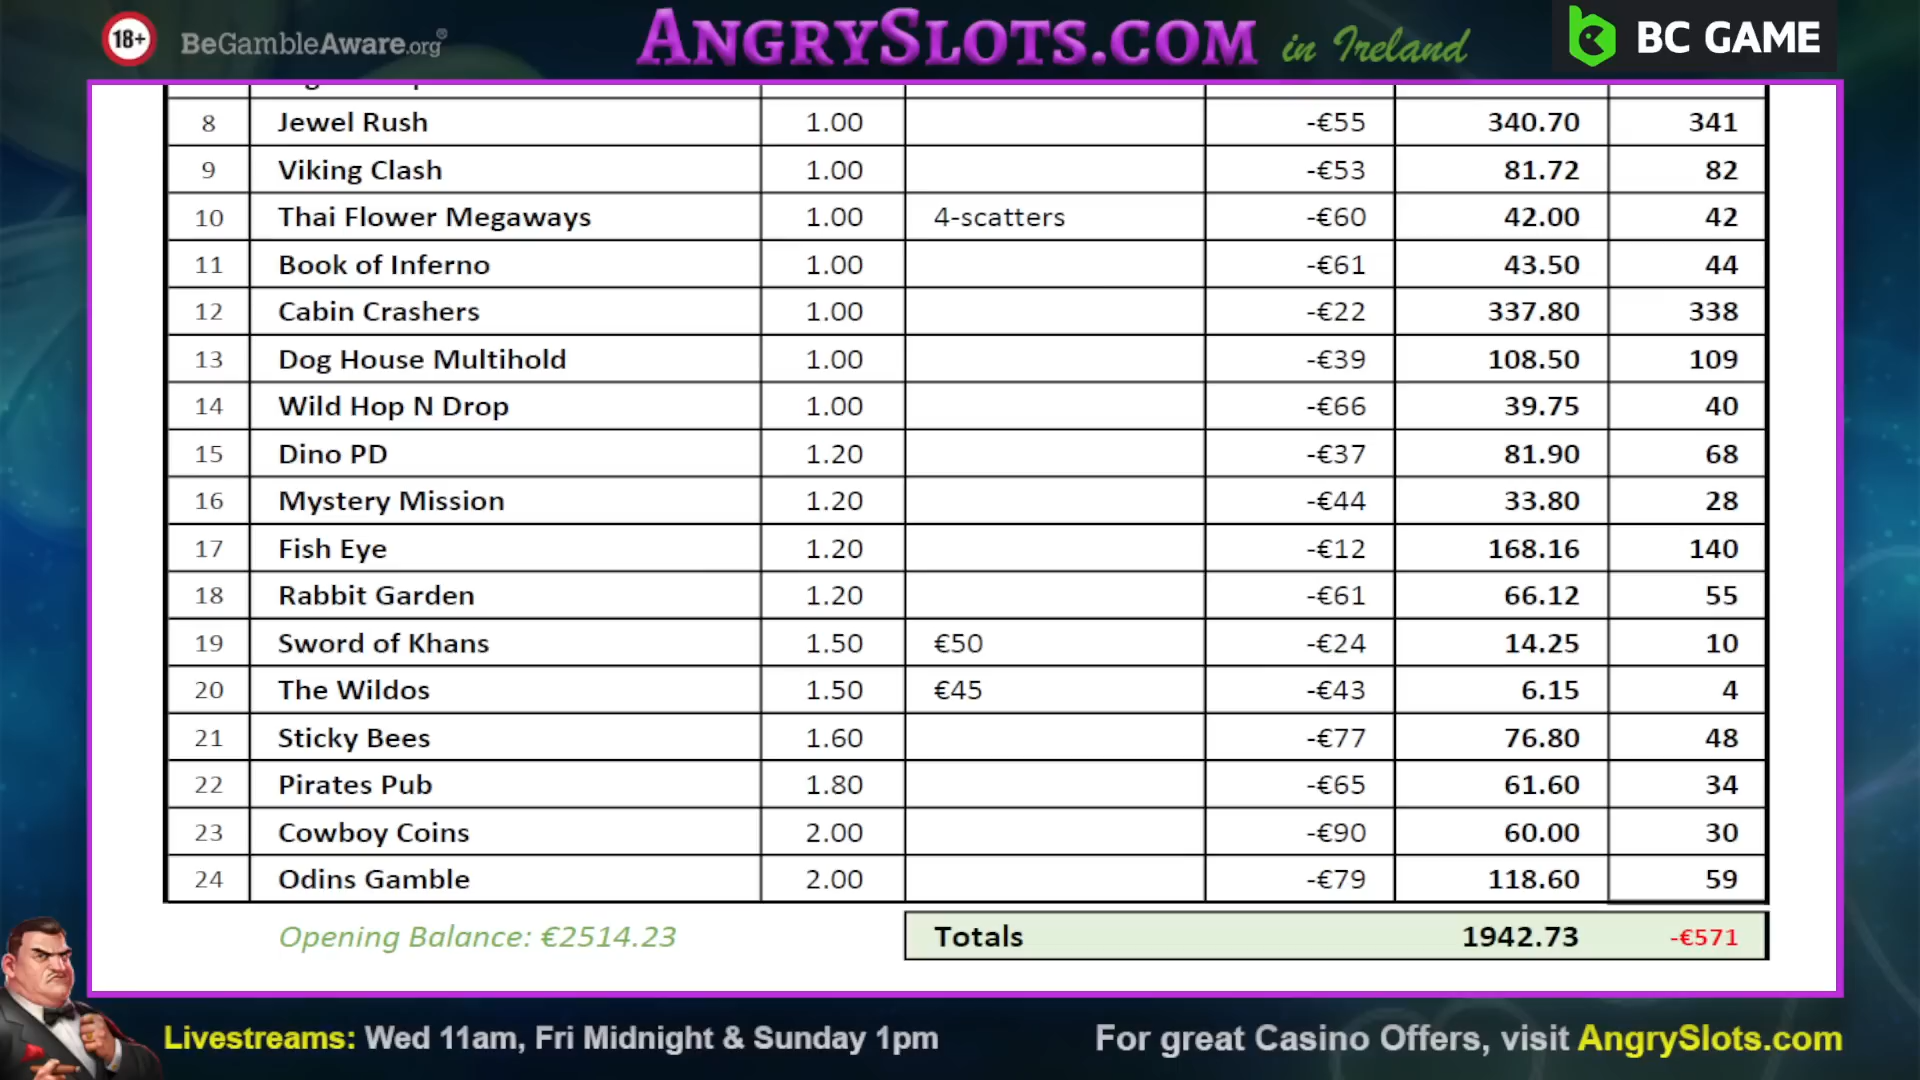 18+ BeGambleAware.org® AngrySlots.com in Ireland BC GAME
8 Jewel Rush 1.00 -€55 340.70 341
9 Viking Clash 1.00 -€53 81.72 82
10 Thai Flower Megaways 1.00 4-scatters -€60 42.00 42
11 Book of Inferno 1.00 -€61 43.50 44
12 Cabin Crashers 1.00 -€22 337.80 338
13 Dog House Multihold 1.00 -€39 108.50 109
14 Wild Hop N Drop 1.00 -€66 39.75 40
15 Dino PD 1.20 -€37 81.90 68
16 Mystery Mission 1.20 -€44 33.80 28
17 Fish Eye 1.20 -€12 168.16 140
18 Rabbit Garden 1.20 -€61 66.12 55
19 Sword of Khans 1.50 €50 -€24 14.25 10
20 The Wildos 1.50 €45 -€43 6.15 4
21 Sticky Bees 1.60 -€77 76.80 48
22 Pirates Pub 1.80 -€65 61.60 34
23 Cowboy Coins 2.00 -€90 60.00 30
24 Odins Gamble 2.00 -€79 118.60 59
Opening Balance: €2514.23 Totals 1942.73 -€571
Livestreams: Wed 11am, Fri Midnight & Sunday 1pm For great Casino Offers, visit AngrySlots.com